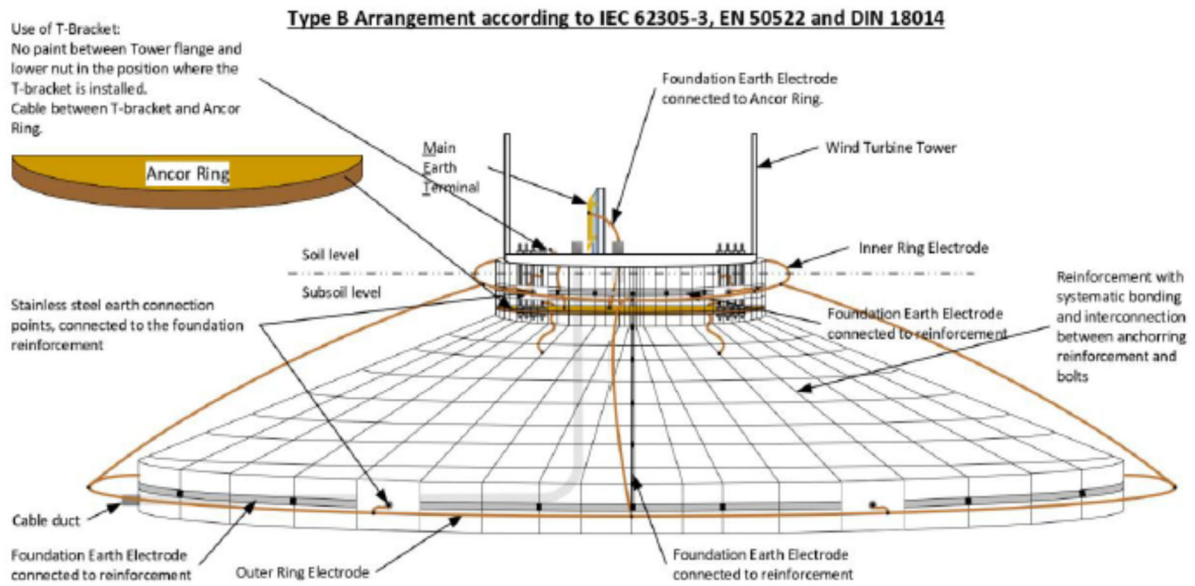 Type B Arrangement according to IEC 62305-3, EN 50522 and DIN 18014
Use of T-Bracket:
No paint between Tower flange and
lower nut in the position where the
T-bracket is installed.
Cable between T-bracket and Ancor
Ring.
Ancor Ring
Main
Earth
Terminal
Foundation Earth Electrode
connected to Ancor Ring.
Wind Turbine Tower
Soil level
Subsoil level
Inner Ring Electrode
Stainless steel earth connection
points, connected to the foundation
reinforcement
Foundation Earth Electrode
connected to reinforcement
Reinforcement with
systematic bonding
and interconnection
between anchorring
reinforcement and
bolts
Cable duct
Foundation Earth Electrode
connected to reinforcement
Outer Ring Electrode
Foundation Earth Electrode
connected to reinforcement